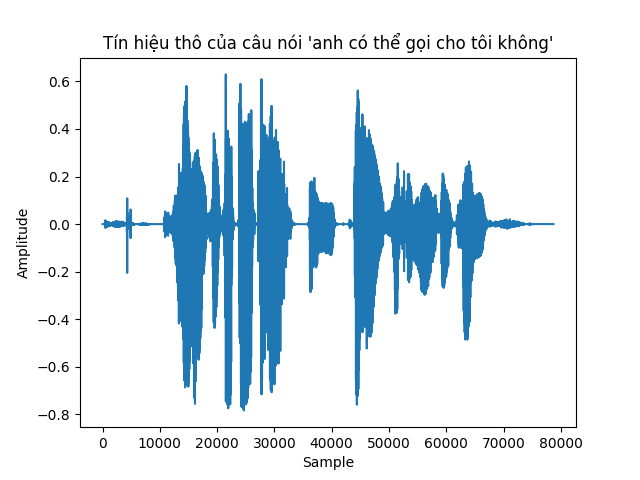 Tín hiệu thô của câu nói 'anh có thể gọi cho tôi không'
0.6
0.4
0.2
0.0
−0.2
−0.4
−0.6
−0.8
Amplitude
0 10000 20000 30000 40000 50000 60000 70000 80000
Sample